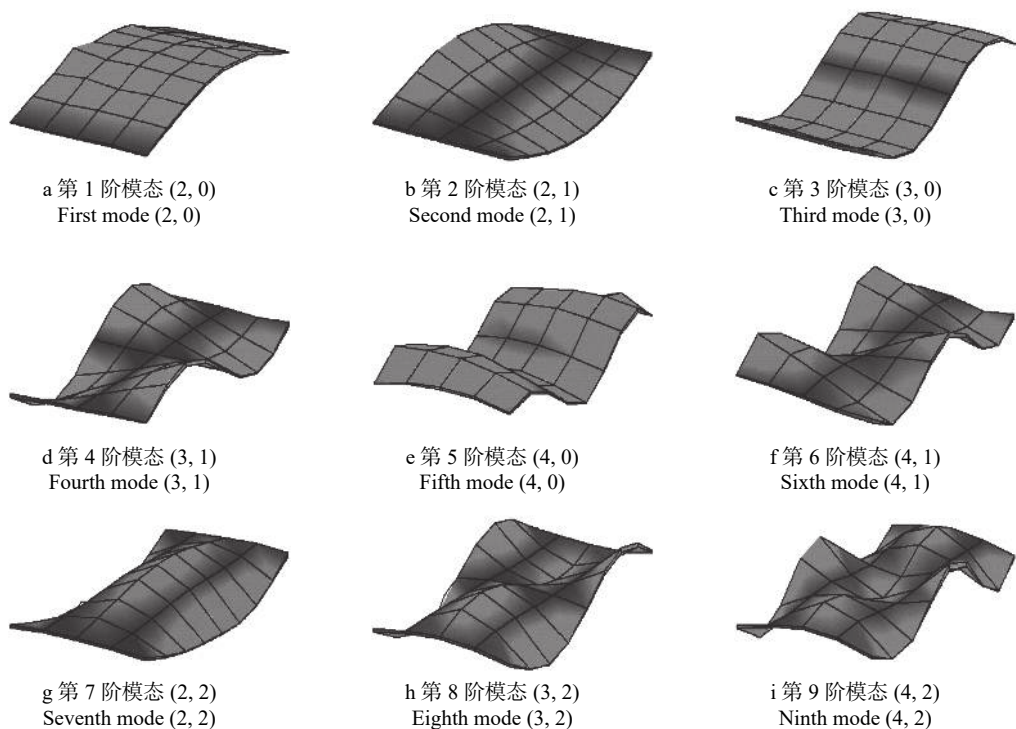 a 第 1 阶模态 (2, 0)
First mode (2, 0)
b 第 2 阶模态 (2, 1)
Second mode (2, 1)
c 第 3 阶模态 (3, 0)
Third mode (3, 0)
d 第 4 阶模态 (3, 1)
Fourth mode (3, 1)
e 第 5 阶模态 (4, 0)
Fifth mode (4, 0)
f 第 6 阶模态 (4, 1)
Sixth mode (4, 1)
g 第 7 阶模态 (2, 2)
Seventh mode (2, 2)
h 第 8 阶模态 (3, 2)
Eighth mode (3, 2)
i 第 9 阶模态 (4, 2)
Ninth mode (4, 2)